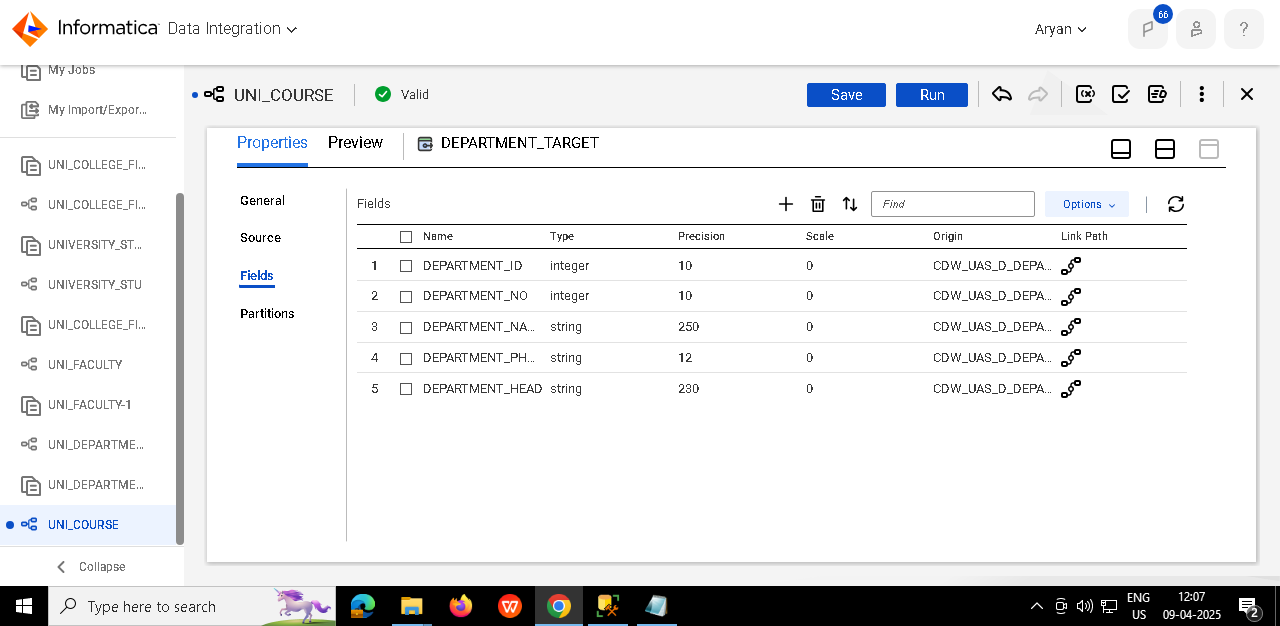 Informatica Data Integration
Aryan
66
?
My Jobs
My Import/Expor...
UNI_COLLEGE_FI...
UNI_COLLEGE_FI...
UNIVERSITY_ST...
UNIVERSITY_STU
UNI_COLLEGE_FI...
UNI_FACULTY
UNI_FACULTY-1
UNI_DEPARTME...
UNI_DEPARTME...
UNI_COURSE
Collapse
UNI_COURSE Valid Save Run
Properties Preview DEPARTMENT_TARGET
General
Source
Fields
Partitions
Fields Find Options
Name Type Precision Scale Origin Link Path
1 DEPARTMENT_ID integer 10 0 CDW_UAS_D_DEPA...
2 DEPARTMENT_NO integer 10 0 CDW_UAS_D_DEPA...
3 DEPARTMENT_NA... string 250 0 CDW_UAS_D_DEPA...
4 DEPARTMENT_PH... string 12 0 CDW_UAS_D_DEPA...
5 DEPARTMENT_HEAD string 230 0 CDW_UAS_D_DEPA...
Type here to search
W
ENG
US
12:07
09-04-2025
2